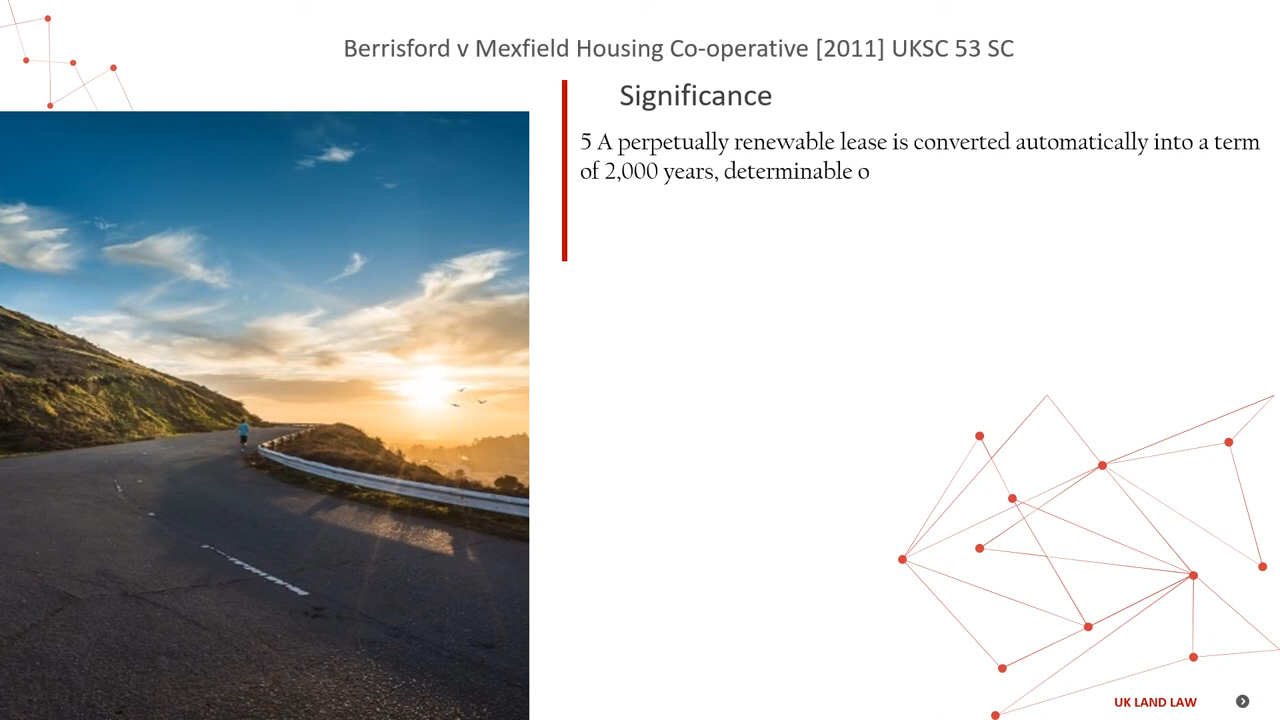 Berrisford v Mexfield Housing Co-operative [2011] UKSC 53 SC
Significance
5 A perpetually renewable lease is converted automatically into a term
of 2,000 years, determinable o
UK LAND LAW